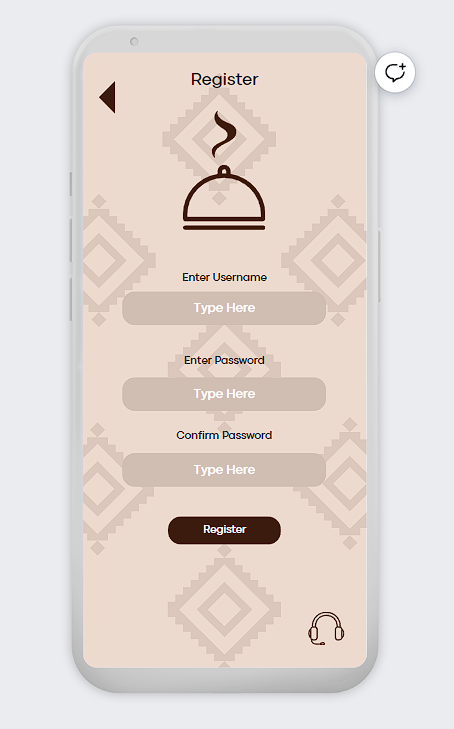 Register
Enter Username
Type Here
Enter Password
Type Here
Confirm Password
Type Here
Register